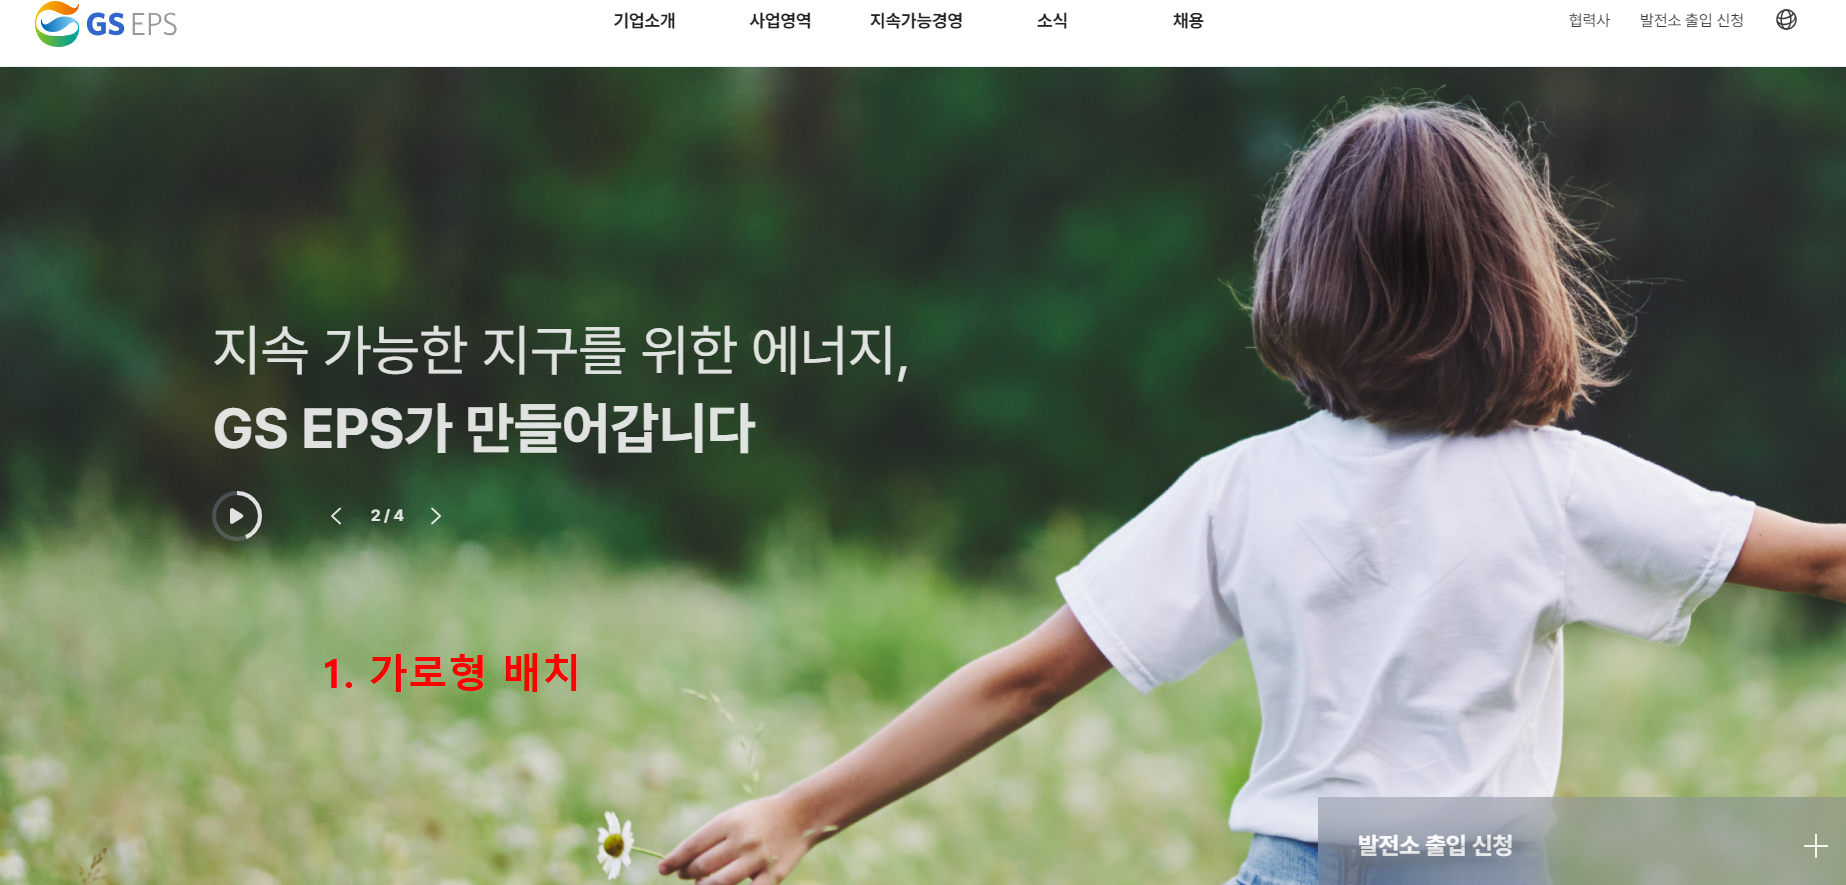 GS EPS
기업소개 사업영역 지속가능경영 소식 채용
협력사 발전소 출입 신청
지속 가능한 지구를 위한 에너지,
GS EPS가 만들어갑니다
2 / 4
1. 가로형 배치
발전소 출입 신청